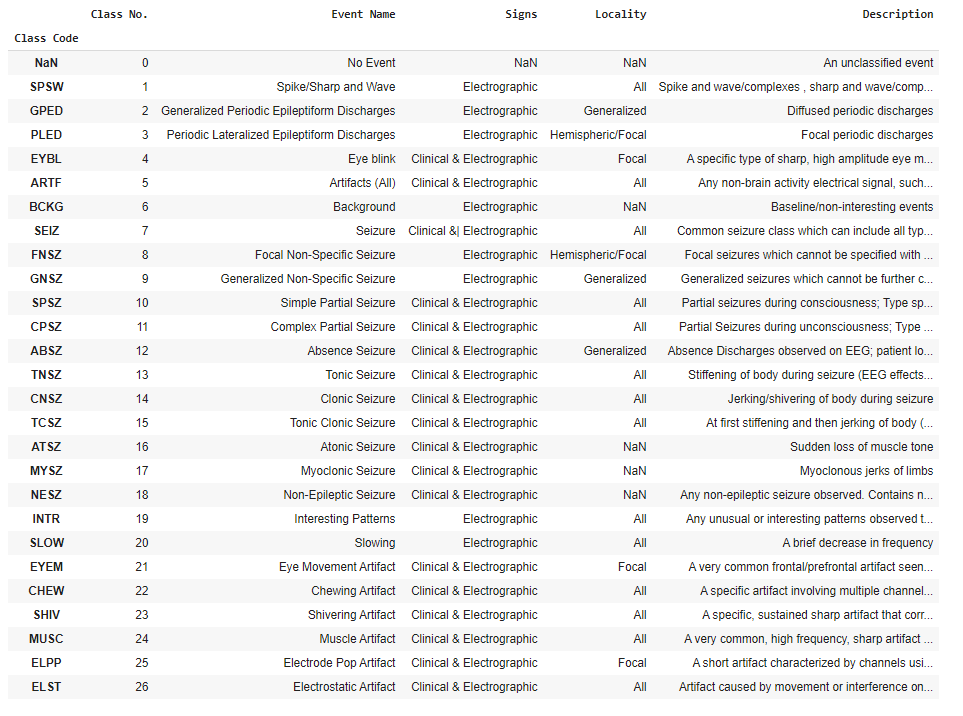 Class No. Event Name Signs Locality Description
Class Code
NaN 0 No Event NaN NaN An unclassified event
SPSW 1 Spike/Sharp and Wave Electrographic All Spike and wave/complexes , sharp and wave/comp...
GPED 2 Generalized Periodic Epileptiform Discharges Electrographic Generalized Diffused periodic discharges
PLED 3 Periodic Lateralized Epileptiform Discharges Electrographic Hemispheric/Focal Focal periodic discharges
EYBL 4 Eye blink Clinical & Electrographic Focal A specific type of sharp, high amplitude eye m...
ARTF 5 Artifacts (All) Clinical & Electrographic All Any non-brain activity electrical signal, such...
BCKG 6 Background Electrographic NaN Baseline/non-interesting events
SEIZ 7 Seizure Clinical &| Electrographic All Common seizure class which can include all typ...
FNSZ 8 Focal Non-Specific Seizure Electrographic Hemispheric/Focal Focal seizures which cannot be specified with ...
GNSZ 9 Generalized Non-Specific Seizure Electrographic Generalized Generalized seizures which cannot be further c...
SPSZ 10 Simple Partial Seizure Clinical & Electrographic All Partial seizures during consciousness; Type sp...
CPSZ 11 Complex Partial Seizure Clinical & Electrographic All Partial Seizures during unconsciousness; Type ...
ABSZ 12 Absence Seizure Clinical & Electrographic Generalized Absence Discharges observed on EEG; patient lo...
TNSZ 13 Tonic Seizure Clinical & Electrographic All Stiffening of body during seizure (EEG effects...
CNSZ 14 Clonic Seizure Clinical & Electrographic All Jerking/shivering of body during seizure
TCSZ 15 Tonic Clonic Seizure Clinical & Electrographic All At first stiffening and then jerking of body (...
ATSZ 16 Atonic Seizure Clinical & Electrographic NaN Sudden loss of muscle tone
MYSZ 17 Myoclonic Seizure Clinical & Electrographic NaN Myoclonous jerks of limbs
NESZ 18 Non-Epileptic Seizure Clinical & Electrographic NaN Any non-epileptic seizure observed. Contains n...
INTR 19 Interesting Patterns Electrographic All Any unusual or interesting patterns observed t...
SLOW 20 Slowing Electrographic All A brief decrease in frequency
EYEM 21 Eye Movement Artifact Clinical & Electrographic Focal A very common frontal/prefrontal artifact seen...
CHEW 22 Chewing Artifact Clinical & Electrographic All A specific artifact involving multiple channel...
SHIV 23 Shivering Artifact Clinical & Electrographic All A specific, sustained sharp artifact that corr...
MUSC 24 Muscle Artifact Clinical & Electrographic All A very common, high frequency, sharp artifact ...
ELPP 25 Electrode Pop Artifact Clinical & Electrographic Focal A short artifact characterized by channels usi...
ELST 26 Electrostatic Artifact Clinical & Electrographic All Artifact caused by movement or interference on...